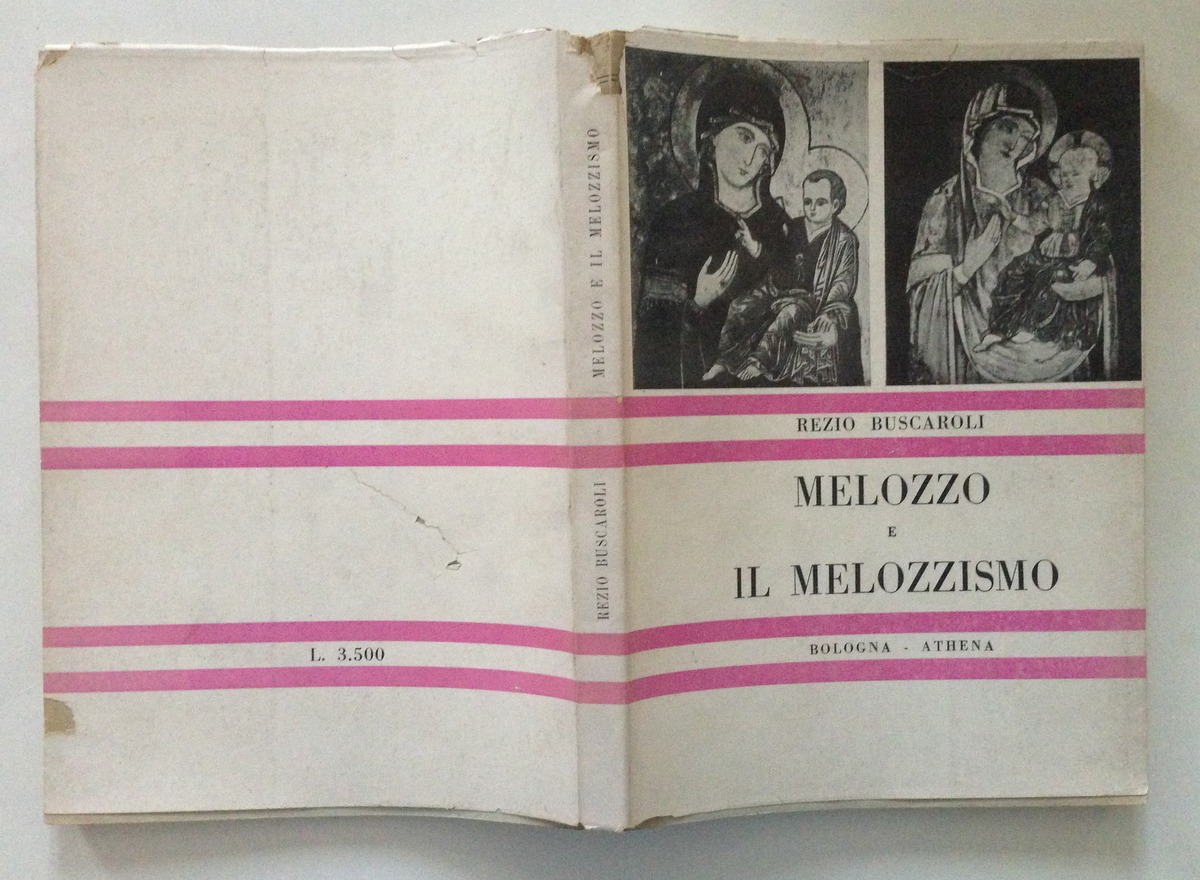 L. 3.500
MELOZZO E IL MELOZZISMO
REZIO BUSCAROLI
REZIO BUSCAROLI
MELOZZO
E
IL MELOZZISMO
BOLOGNA - ATHENA